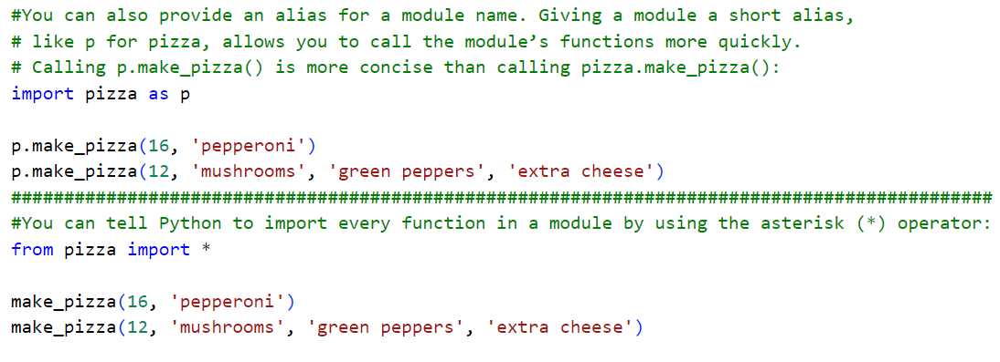 #You can also provide an alias for a module name. Giving a module a short alias,
# like p for pizza, allows you to call the module’s functions more quickly.
# Calling p.make_pizza() is more concise than calling pizza.make_pizza():
import pizza as p
p.make_pizza(16, 'pepperoni')
p.make_pizza(12, 'mushrooms', 'green peppers', 'extra cheese')
#############################################################################################
#You can tell Python to import every function in a module by using the asterisk (*) operator:
from pizza import *
make_pizza(16, 'pepperoni')
make_pizza(12, 'mushrooms', 'green peppers', 'extra cheese')